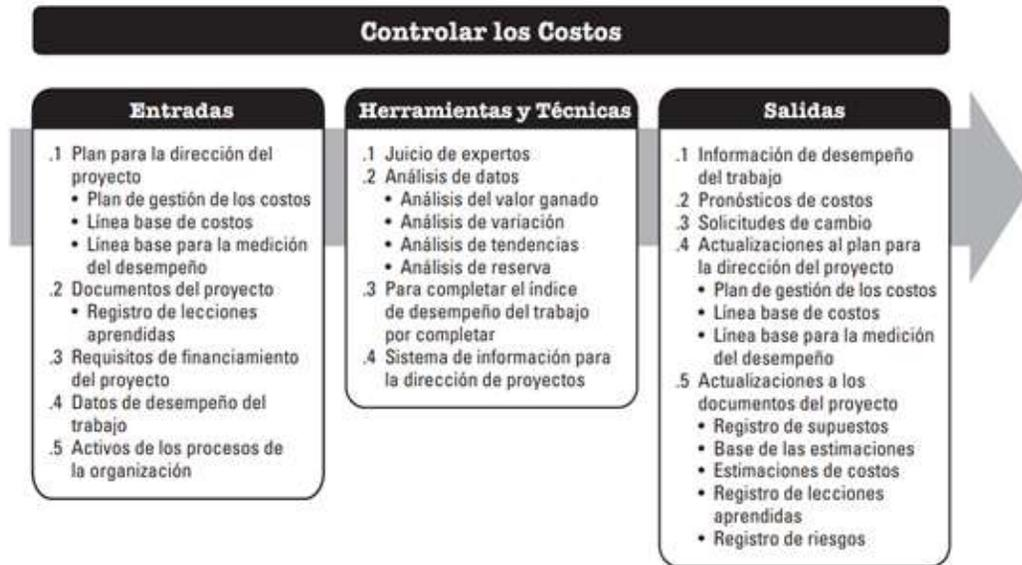 Controlar los Costos
Entradas
.1 Plan para la dirección del
proyecto
• Plan de gestión de los costos
• Línea base de costos
• Línea base para la medición
del desempeño
.2 Documentos del proyecto
• Registro de lecciones
aprendidas
.3 Requisitos de financiamiento
del proyecto
.4 Datos de desempeño del
trabajo
.5 Activos de los procesos de
la organización
Herramientas y Técnicas
.1 Juicio de expertos
.2 Análisis de datos
• Análisis del valor ganado
• Análisis de variación
• Análisis de tendencias
• Análisis de reserva
.3 Para completar el índice
de desempeño del trabajo
por completar
.4 Sistema de información para
la dirección de proyectos
Salidas
.1 Información de desempeño
del trabajo
.2 Pronósticos de costos
.3 Solicitudes de cambio
.4 Actualizaciones al plan para
la dirección del proyecto
• Plan de gestión de los costos
• Línea base de costos
• Línea base para la medición
del desempeño
.5 Actualizaciones a los
documentos del proyecto
• Registro de supuestos
• Base de las estimaciones
• Estimaciones de costos
• Registro de lecciones
aprendidas
• Registro de riesgos